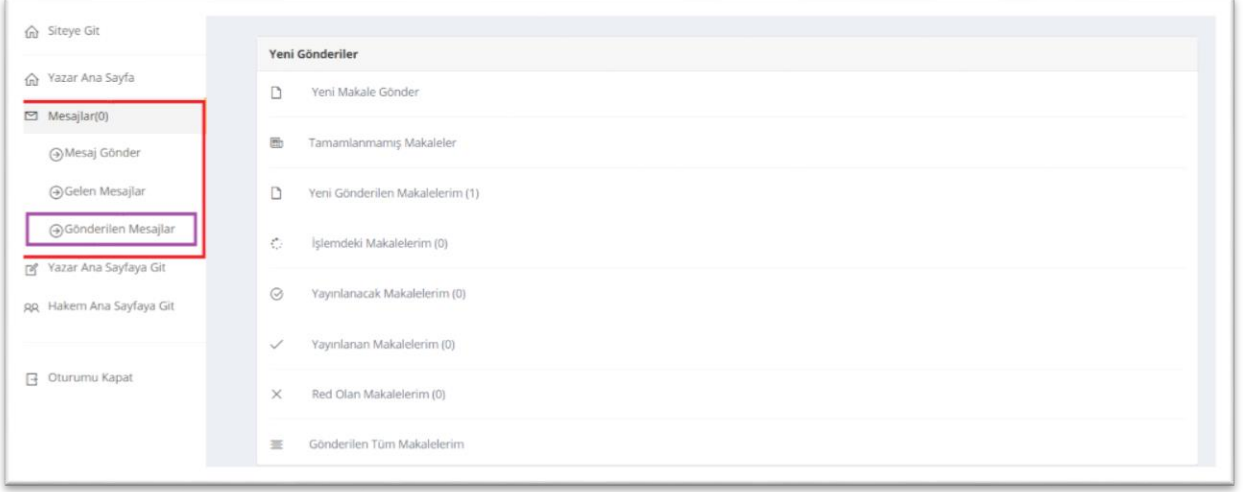 Siteye Git
Yazar Ana Sayfa
Mesajlar(0)
Mesaj Gönder
Gelen Mesajlar
Gönderilen Mesajlar
Yazar Ana Sayfaya Git
Hakem Ana Sayfaya Git
Oturumu Kapat
Yeni Gönderiler
Yeni Makale Gönder
Tamamlanmamış Makaleler
Yeni Gönderilen Makalelerim (1)
İşlemdeki Makalelerim (0)
Yayınlanacak Makalelerim (0)
Yayınlanan Makalelerim (0)
Red Olan Makalelerim (0)
Gönderilen Tüm Makalelerim